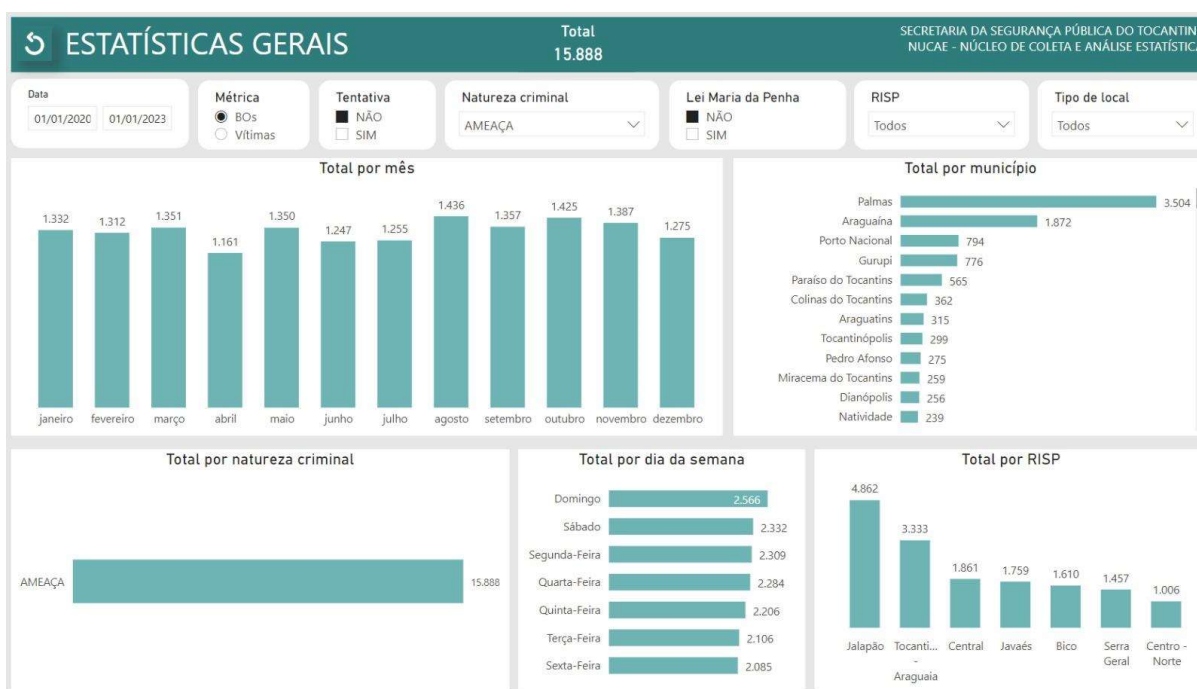 ESTATÍSTICAS GERAIS
Total
15.888
SECRETARIA DA SEGURANÇA PÚBLICA DO TOCANTIN
NUCAE - NÚCLEO DE COLETA E ANÁLISE ESTATÍSTICA
Data
01/01/2020 01/01/2023
Métrica
BOs
Vítimas
Tentativa
NÃO
SIM
Natureza criminal
AMEAÇA
Lei Maria da Penha
NÃO
SIM
RISP
Todos
Tipo de local
Todos
Total por mês
1.332 1.312 1.351 1.161 1.350 1.247 1.255 1.436 1.357 1.425 1.387 1.275
janeiro fevereiro março abril maio junho julho agosto setembro outubro novembro dezembro
Total por município
Palmas 3.504
Araguaína 1.872
Porto Nacional 794
Gurupi 776
Paraíso do Tocantins 565
Colinas do Tocantins 362
Araguatins 315
Tocantinópolis 299
Pedro Afonso 275
Miracema do Tocantins 259
Dianópolis 256
Natividade 239
Total por natureza criminal
AMEAÇA 15.888
Total por dia da semana
Domingo 2.566
Sábado 2.332
Segunda-Feira 2.309
Quarta-Feira 2.284
Quinta-Feira 2.206
Terça-Feira 2.106
Sexta-Feira 2.085
Total por RISP
4.862 3.333 1.861 1.759 1.610 1.457 1.006
Jalapão Tocanti... Central Javaés Bico Serra Centro -
- Geral Norte
Araguaia